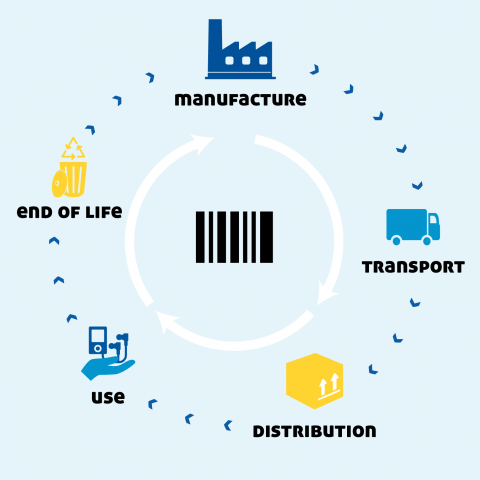 manufacture
transport
distribution
use
end of life